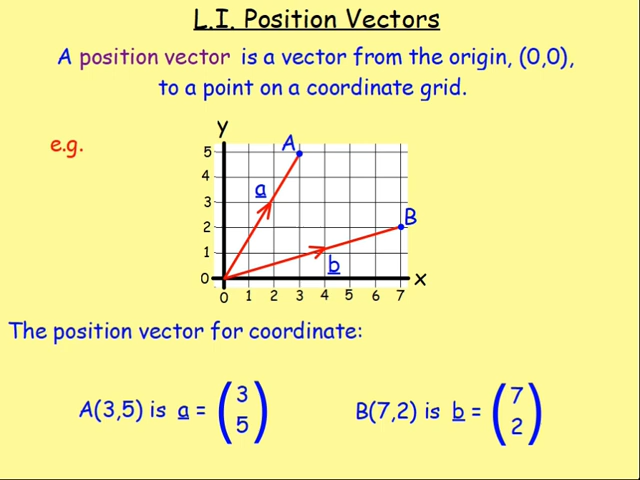 L.I. Position Vectors
A position vector is a vector from the origin, (0,0),
to a point on a coordinate grid.
e.g.
y
5
4
3
2
1
0
A
a
B
b
x
0 1 2 3 4 5 6 7
The position vector for coordinate:
A(3,5) is a = (3
5)
B(7,2) is b = (7
2)